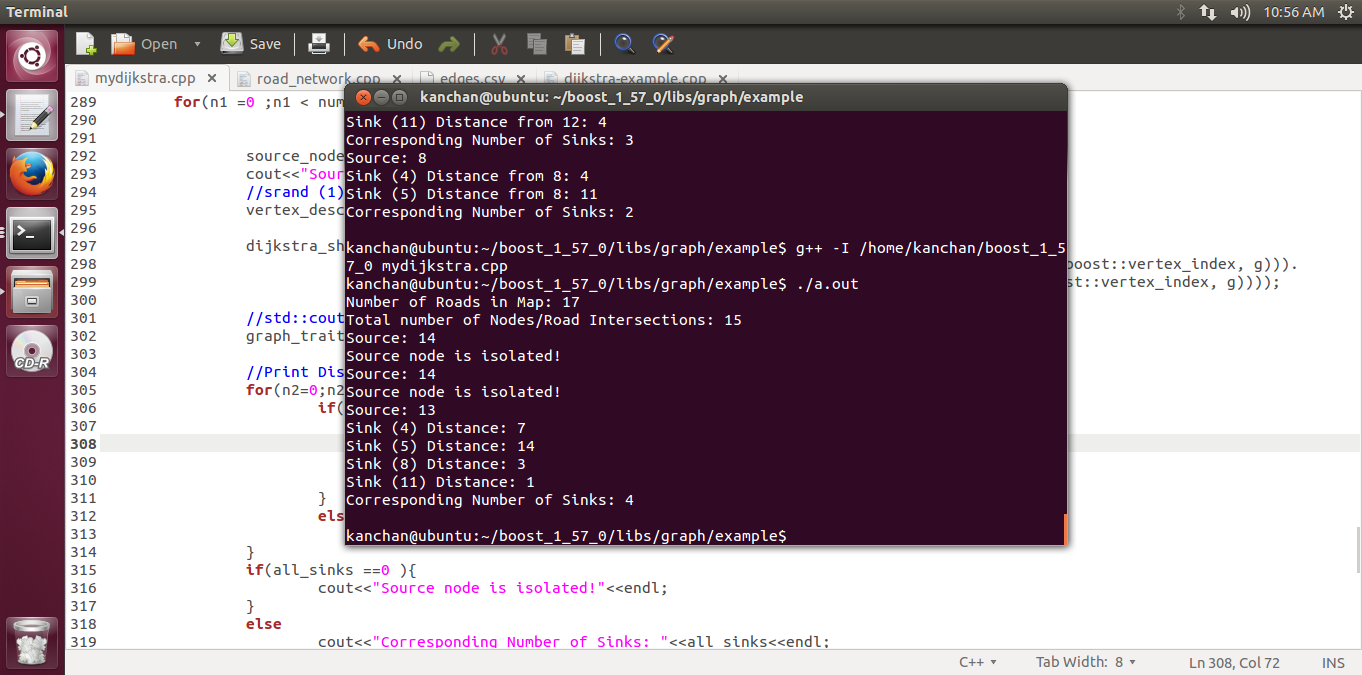 Terminal
10:56 AM
Open
Save
Undo
mydijkstra.cpp
road_network.cpp
edges.csv
dijkstra-example.cpp
289 for(n1 =0 ;n1 < num
290
291
292 source_node
293 cout<<"Sour
294 //srand (1)
295 vertex_desc
296
297 dijkstra_sh
298 boost::vertex_index, g))).
299 st::vertex_index, g))));
300
301 //std::cout
302 graph_trait
303
304 //Print Dis
305 for(n2=0;n2
306 if(
307
308
309
310
311 }
312 els
313
314 }
315 if(all_sinks ==0 ){
316 cout<<"Source node is isolated!"<<endl;
317 }
318 else
319 cout<<"Corresponding Number of Sinks: "<<all_sinks<<endl;
kanchan@ubuntu: ~/boost_1_57_0/libs/graph/example
Sink (11) Distance from 12: 4
Corresponding Number of Sinks: 3
Source: 8
Sink (4) Distance from 8: 4
Sink (5) Distance from 8: 11
Corresponding Number of Sinks: 2
kanchan@ubuntu:~/boost_1_57_0/libs/graph/example$ g++ -I /home/kanchan/boost_1_5
7_0 mydijkstra.cpp
kanchan@ubuntu:~/boost_1_57_0/libs/graph/example$ ./a.out
Number of Roads in Map: 17
Total number of Nodes/Road Intersections: 15
Source: 14
Source node is isolated!
Source: 14
Source node is isolated!
Source: 13
Sink (4) Distance: 7
Sink (5) Distance: 14
Sink (8) Distance: 3
Sink (11) Distance: 1
Corresponding Number of Sinks: 4
kanchan@ubuntu:~/boost_1_57_0/libs/graph/example$
CD-R
C++
Tab Width: 8
Ln 308, Col 72
INS